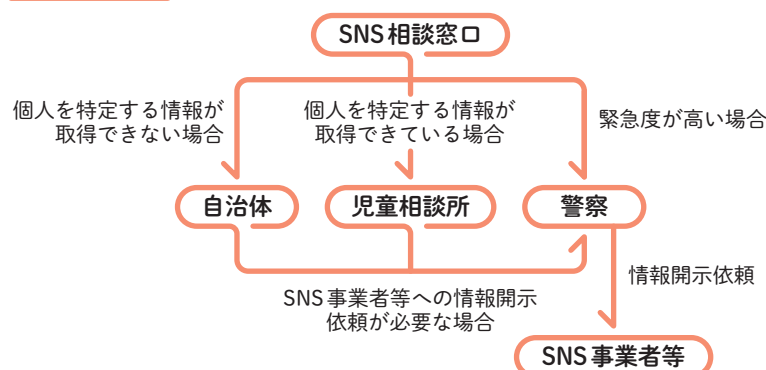 SNS相談窓口
個人を特定する情報が
取得できない場合
個人を特定する情報が
取得できている場合
緊急度が高い場合
自治体
児童相談所
警察
SNS事業者等への情報開示
依頼が必要な場合
情報開示依頼
SNS事業者等